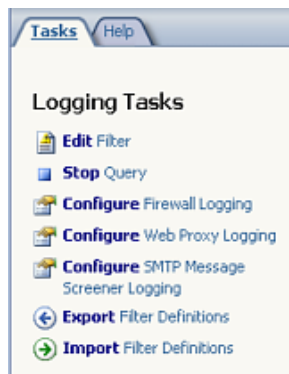 Tasks Help
Logging Tasks
Edit Filter
Stop Query
Configure Firewall Logging
Configure Web Proxy Logging
Configure SMTP Message
Screener Logging
Export Filter Definitions
Import Filter Definitions